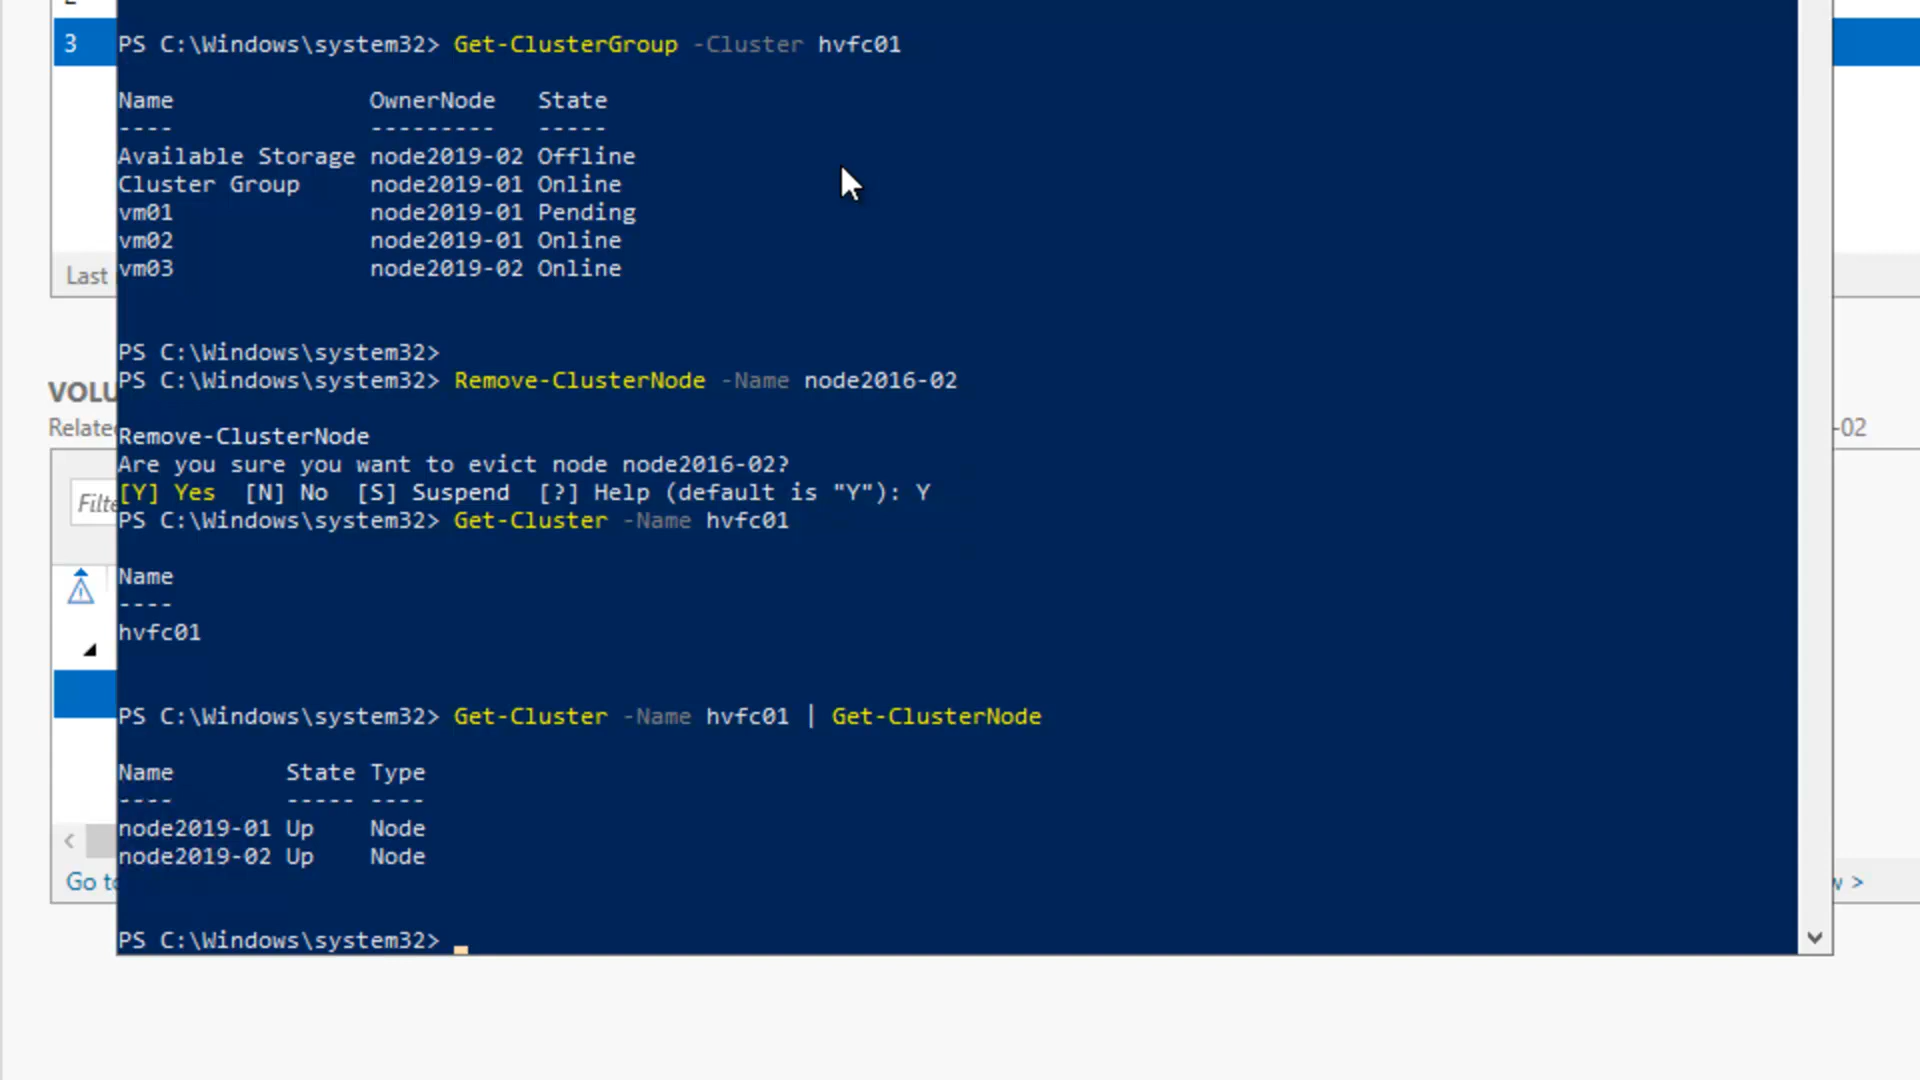 3
PS C:\Windows\system32> Get-ClusterGroup -Cluster hvfc01
Name OwnerNode State
---- --------- -----
Available Storage node2019-02 Offline
Cluster Group node2019-01 Online
vm01 node2019-01 Pending
vm02 node2019-01 Online
vm03 node2019-02 Online
Last
PS C:\Windows\system32>
PS C:\Windows\system32> Remove-ClusterNode -Name node2016-02
VOLU
Relate
-02
Remove-ClusterNode
Are you sure you want to evict node node2016-02?
Filte
[Y] Yes [N] No [S] Suspend [?] Help (default is "Y"): Y
PS C:\Windows\system32> Get-Cluster -Name hvfc01
Name
----
hvfc01
PS C:\Windows\system32> Get-Cluster -Name hvfc01 | Get-ClusterNode
Name State Type
---- ----- ----
node2019-01 Up Node
node2019-02 Up Node
Go to
>
PS C:\Windows\system32>